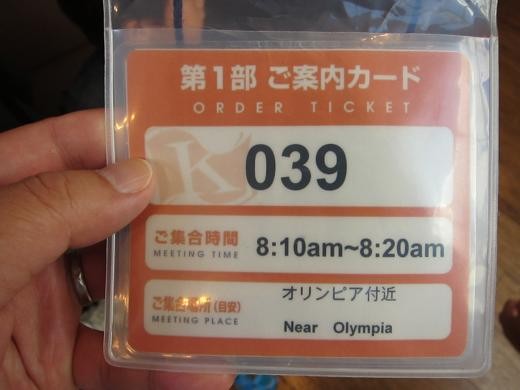 第1部 ご案内カード
ORDER TICKET
K
039
ご集合時間
MEETING TIME
8:10am~8:20am
ご集合場所(目安)
MEETING PLACE
オリンピア付近
Near Olympia